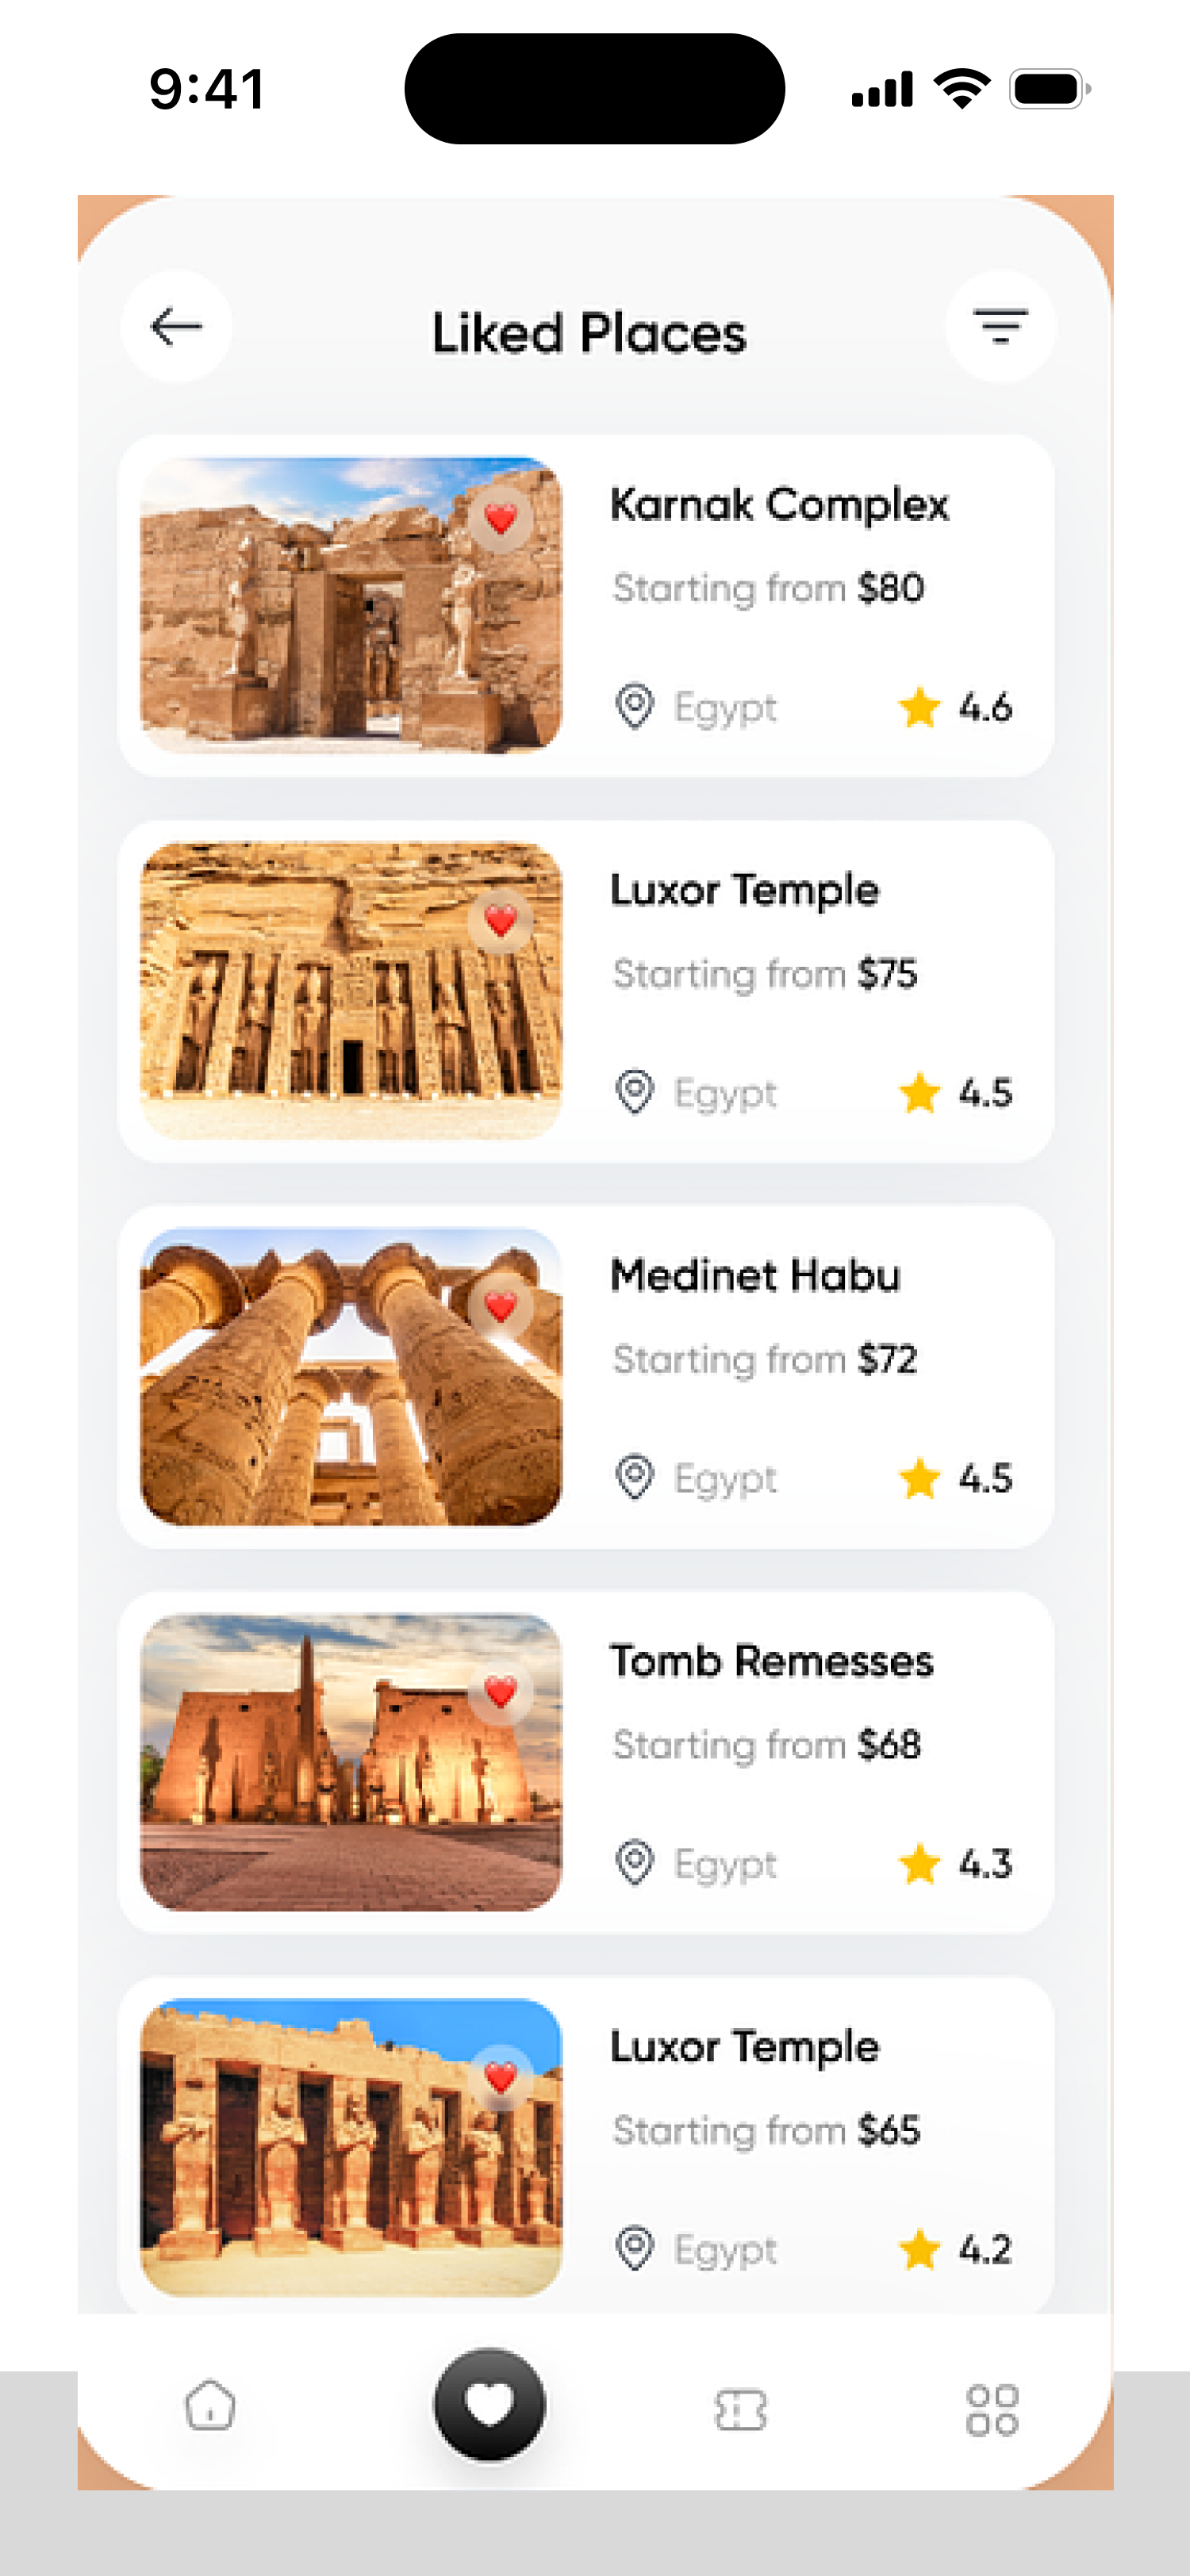 9:41
Liked Places
Karnak Complex
Starting from $80
Egypt 4.6
Luxor Temple
Starting from $75
Egypt 4.5
Medinet Habu
Starting from $72
Egypt 4.5
Tomb Remesses
Starting from $68
Egypt 4.3
Luxor Temple
Starting from $65
Egypt 4.2